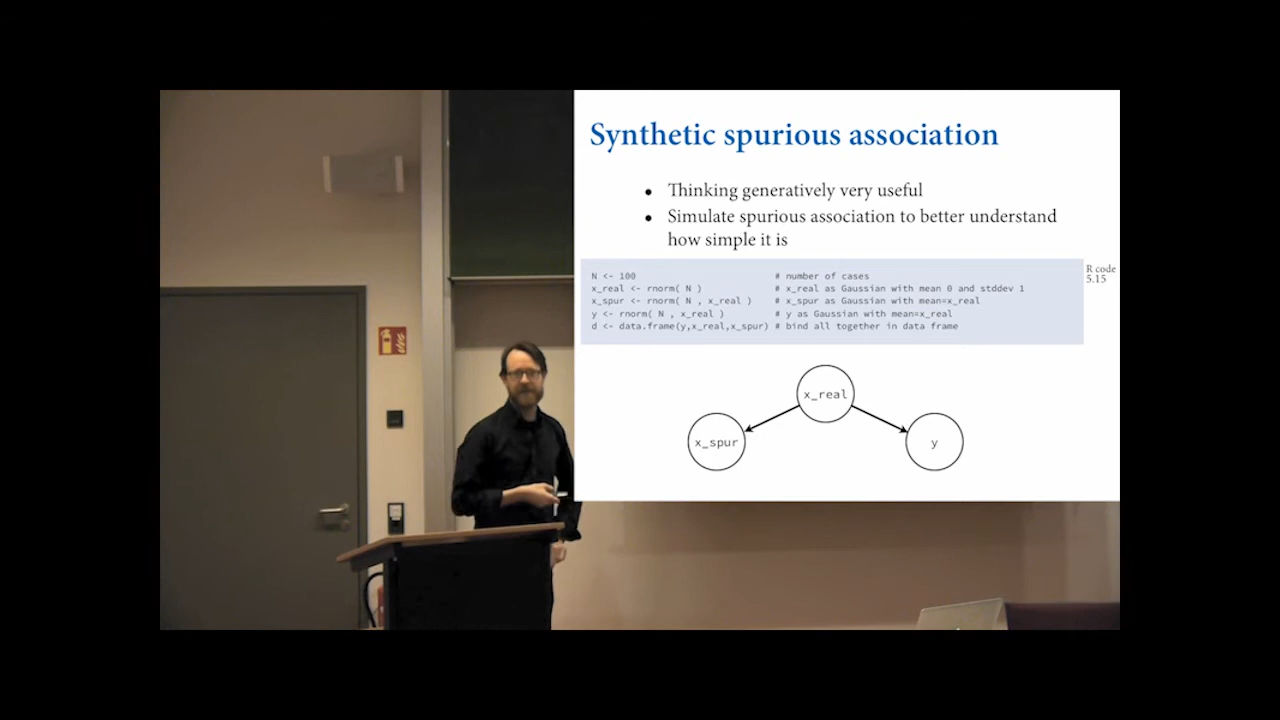 Synthetic spurious association
• Thinking generatively very useful
• Simulate spurious association to better understand
how simple it is
R code
5.15
N <- 100 # number of cases
x_real <- rnorm( N ) # x_real as Gaussian with mean 0 and stddev 1
x_spur <- rnorm( N , x_real ) # x_spur as Gaussian with mean=x_real
y <- rnorm( N , x_real ) # y as Gaussian with mean=x_real
d <- data.frame(y,x_real,x_spur) # bind all together in data frame
x_real
x_spur
y